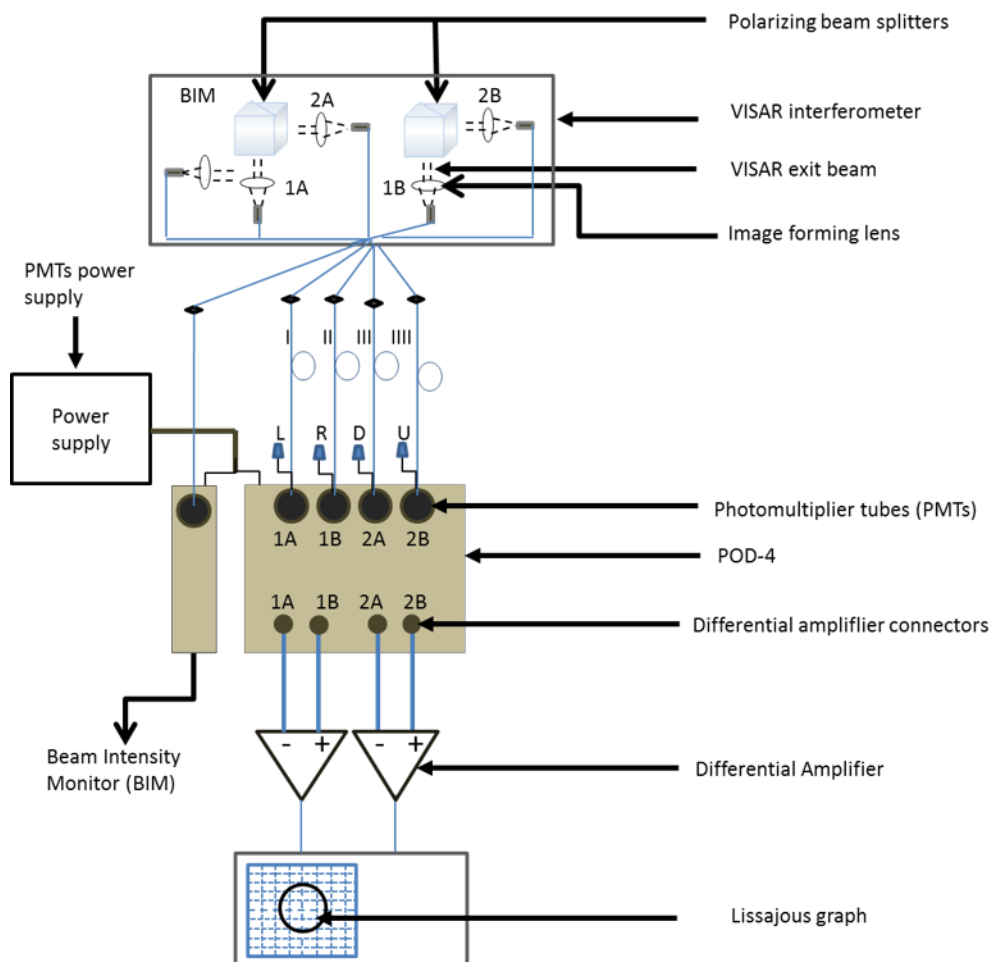 Polarizing beam splitters
BIM
2A
2B
VISAR interferometer
1A
1B
VISAR exit beam
Image forming lens
PMTs power
supply
I II III IIII
Power
supply
L R D U
Photomultiplier tubes (PMTs)
1A 1B 2A 2B
POD-4
1A 1B 2A 2B
Differential ampliflier connectors
- + - +
Beam Intensity
Monitor (BIM)
Differential Amplifier
Lissajous graph